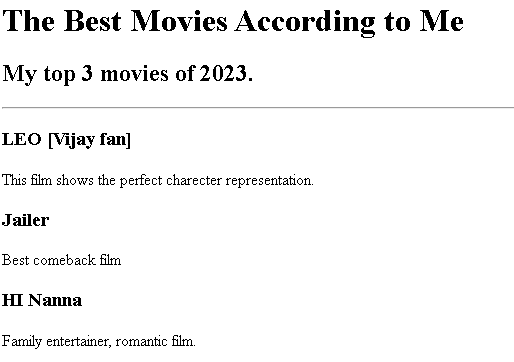 The Best Movies According to Me
My top 3 movies of 2023.
LEO [Vijay fan]
This film shows the perfect charecter representation.
Jailer
Best comeback film
HI Nanna
Family entertainer, romantic film.